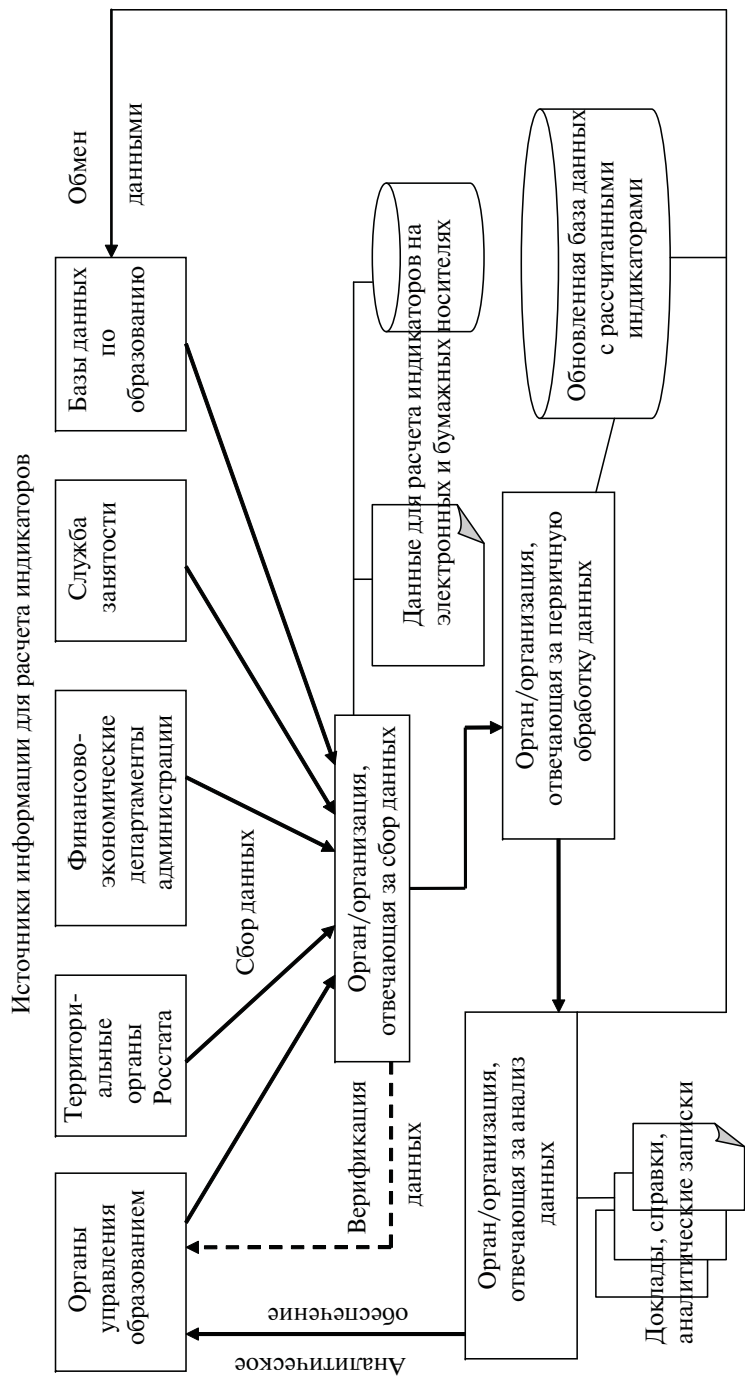 Источники информации для расчета индикаторов
Органы
управления
образованием
Территори-
альные
органы
Росстата
Финансово-
экономические
департаменты
администрации
Служба
занятости
Базы данных
по
образованию
Обмен
данными
Сбор данных
Верификация
данных
Аналитическое
обеспечение
Орган/организация,
отвечающая за сбор данных
Данные для расчета индикаторов на
электронных и бумажных носителях
Орган/организация,
отвечающая за анализ
данных
Орган/организация,
отвечающая за первичную
обработку данных
Обновленная база данных
с рассчитанными
индикаторами
Доклады, справки,
аналитические записки